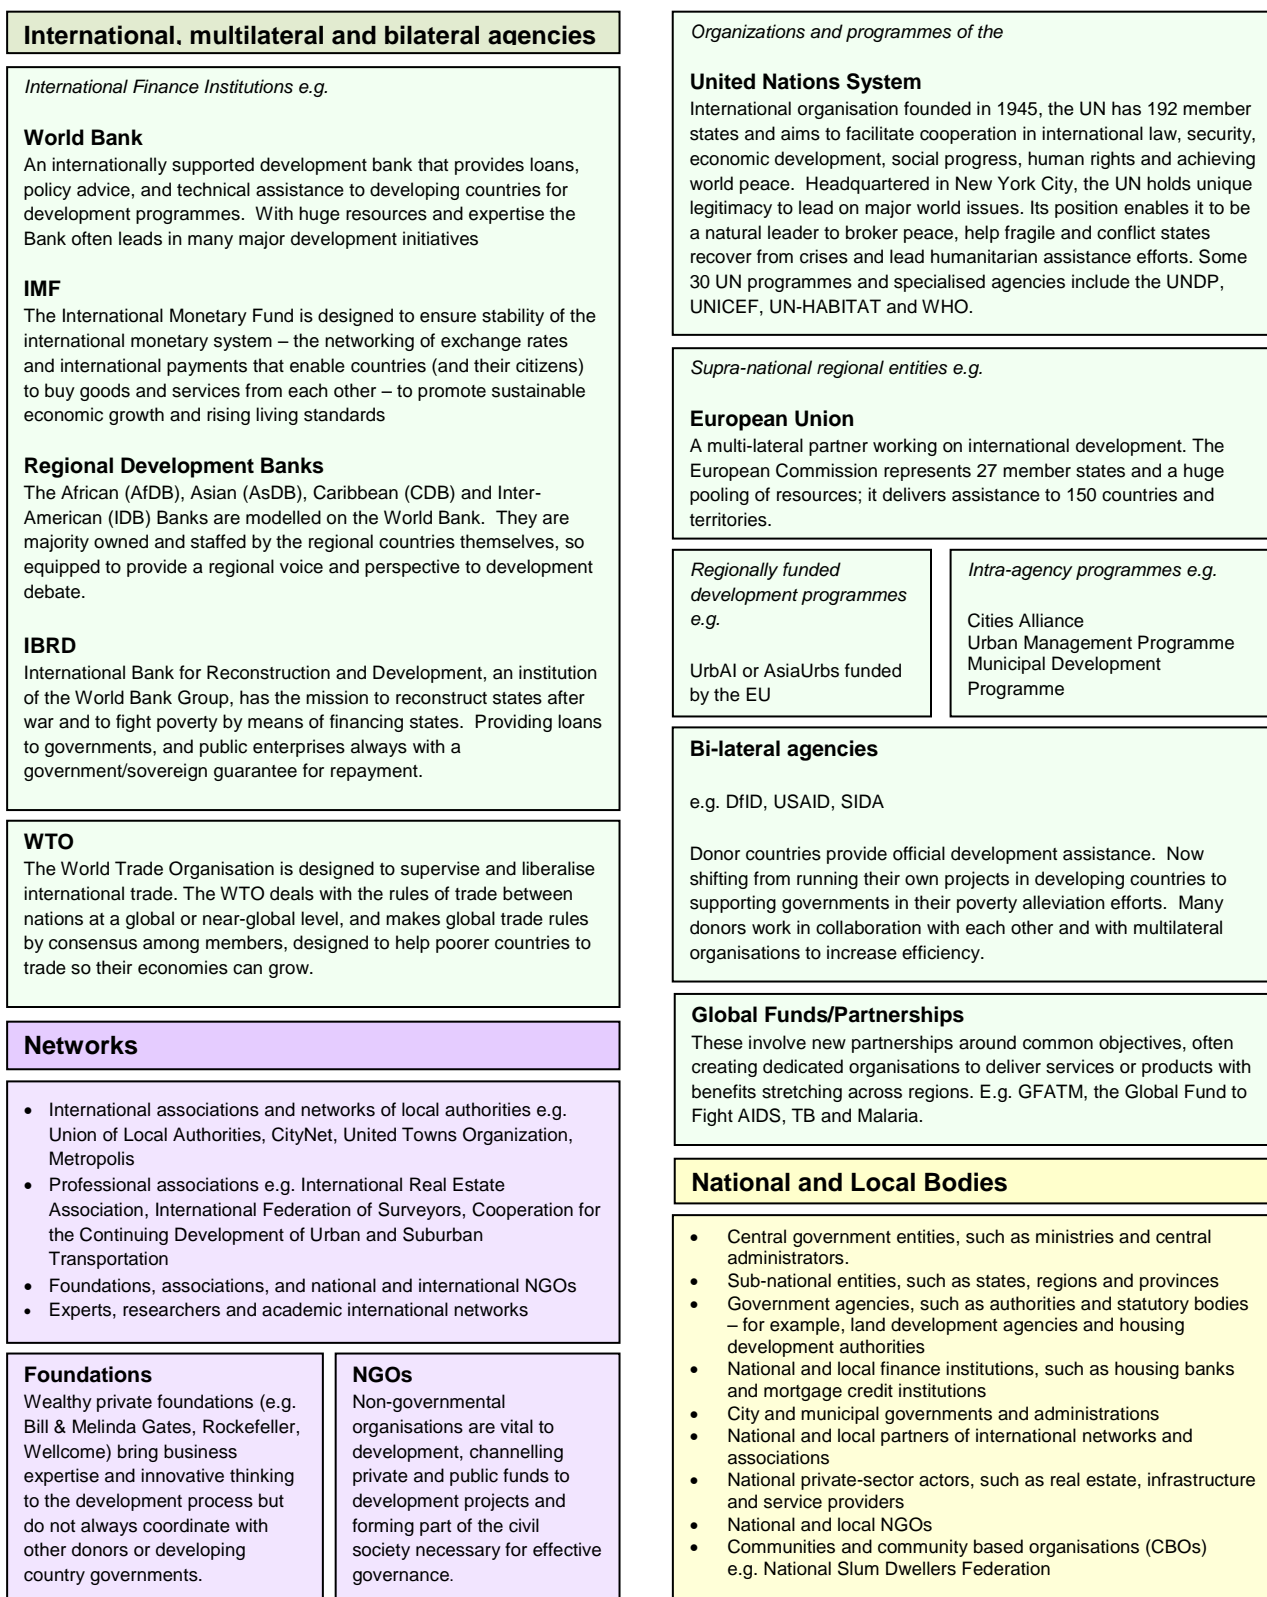 International, multilateral and bilateral agencies
International Finance Institutions e.g.
World Bank
An internationally supported development bank that provides loans,
policy advice, and technical assistance to developing countries for
development programmes.  With huge resources and expertise the
Bank often leads in many major development initiatives
IMF
The International Monetary Fund is designed to ensure stability of the
international monetary system – the networking of exchange rates
and international payments that enable countries (and their citizens)
to buy goods and services from each other – to promote sustainable
economic growth and rising living standards
Regional Development Banks
The African (AfDB), Asian (AsDB), Caribbean (CDB) and Inter-
American (IDB) Banks are modelled on the World Bank.  They are
majority owned and staffed by the regional countries themselves, so
equipped to provide a regional voice and perspective to development
debate.
IBRD
International Bank for Reconstruction and Development, an institution
of the World Bank Group, has the mission to reconstruct states after
war and to fight poverty by means of financing states.  Providing loans
to governments, and public enterprises always with a
government/sovereign guarantee for repayment.
WTO
The World Trade Organisation is designed to supervise and liberalise
international trade. The WTO deals with the rules of trade between
nations at a global or near-global level, and makes global trade rules
by consensus among members, designed to help poorer countries to
trade so their economies can grow.
Networks
• International associations and networks of local authorities e.g.
Union of Local Authorities, CityNet, United Towns Organization,
Metropolis
• Professional associations e.g. International Real Estate
Association, International Federation of Surveyors, Cooperation for
the Continuing Development of Urban and Suburban
Transportation
• Foundations, associations, and national and international NGOs
• Experts, researchers and academic international networks
Foundations
Wealthy private foundations (e.g.
Bill & Melinda Gates, Rockefeller,
Wellcome) bring business
expertise and innovative thinking
to the development process but
do not always coordinate with
other donors or developing
country governments.
NGOs
Non-governmental
organisations are vital to
development, channelling
private and public funds to
development projects and
forming part of the civil
society necessary for effective
governance.
Organizations and programmes of the
United Nations System
International organisation founded in 1945, the UN has 192 member
states and aims to facilitate cooperation in international law, security,
economic development, social progress, human rights and achieving
world peace.  Headquartered in New York City, the UN holds unique
legitimacy to lead on major world issues. Its position enables it to be
a natural leader to broker peace, help fragile and conflict states
recover from crises and lead humanitarian assistance efforts. Some
30 UN programmes and specialised agencies include the UNDP,
UNICEF, UN-HABITAT and WHO.
Supra-national regional entities e.g.
European Union
A multi-lateral partner working on international development. The
European Commission represents 27 member states and a huge
pooling of resources; it delivers assistance to 150 countries and
territories.
Regionally funded
development programmes
e.g.
UrbAI or AsiaUrbs funded
by the EU
Intra-agency programmes e.g.
Cities Alliance
Urban Management Programme
Municipal Development
Programme
Bi-lateral agencies
e.g. DfID, USAID, SIDA
Donor countries provide official development assistance.  Now
shifting from running their own projects in developing countries to
supporting governments in their poverty alleviation efforts.  Many
donors work in collaboration with each other and with multilateral
organisations to increase efficiency.
Global Funds/Partnerships
These involve new partnerships around common objectives, often
creating dedicated organisations to deliver services or products with
benefits stretching across regions. E.g. GFATM, the Global Fund to
Fight AIDS, TB and Malaria.
National and Local Bodies
• Central government entities, such as ministries and central
administrators.
• Sub-national entities, such as states, regions and provinces
• Government agencies, such as authorities and statutory bodies
– for example, land development agencies and housing
development authorities
• National and local finance institutions, such as housing banks
and mortgage credit institutions
• City and municipal governments and administrations
• National and local partners of international networks and
associations
• National private-sector actors, such as real estate, infrastructure
and service providers
• National and local NGOs
• Communities and community based organisations (CBOs)
e.g. National Slum Dwellers Federation